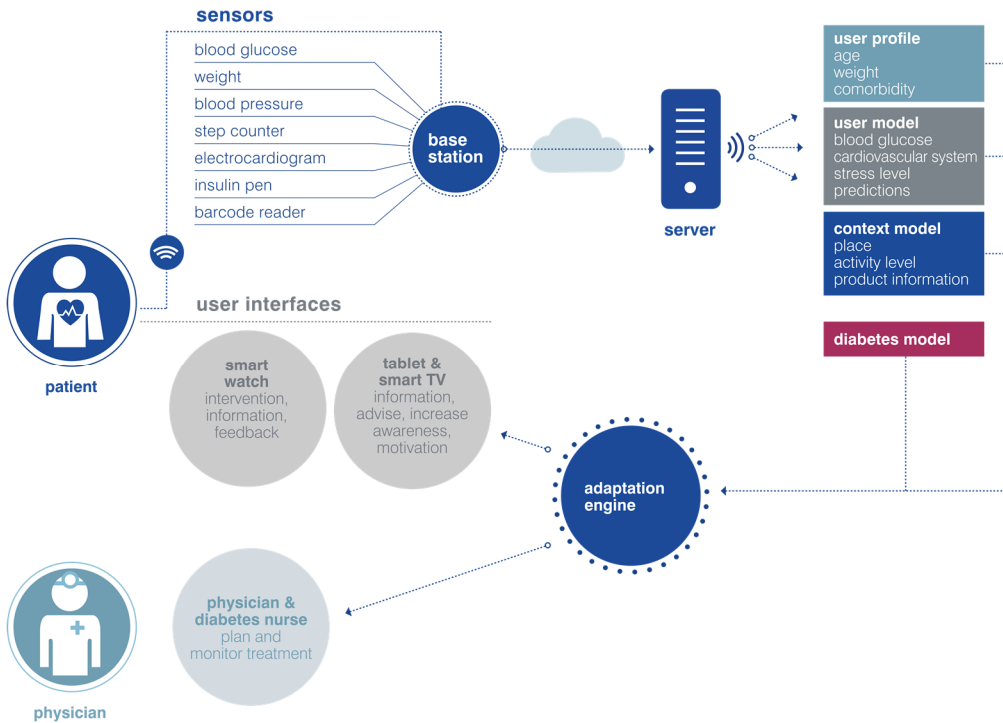 sensors
blood glucose
weight
blood pressure
step counter
electrocardiogram
insulin pen
barcode reader
base
station
server
user profile
age
weight
comorbidity
user model
blood glucose
cardiovascular system
stress level
predictions
context model
place
activity level
product information
diabetes model
patient
user interfaces
smart
watch
intervention,
information,
feedback
tablet &
smart TV
information,
advise, increase
awareness,
motivation
adaptation
engine
physician &
diabetes nurse
plan and
monitor treatment
physician